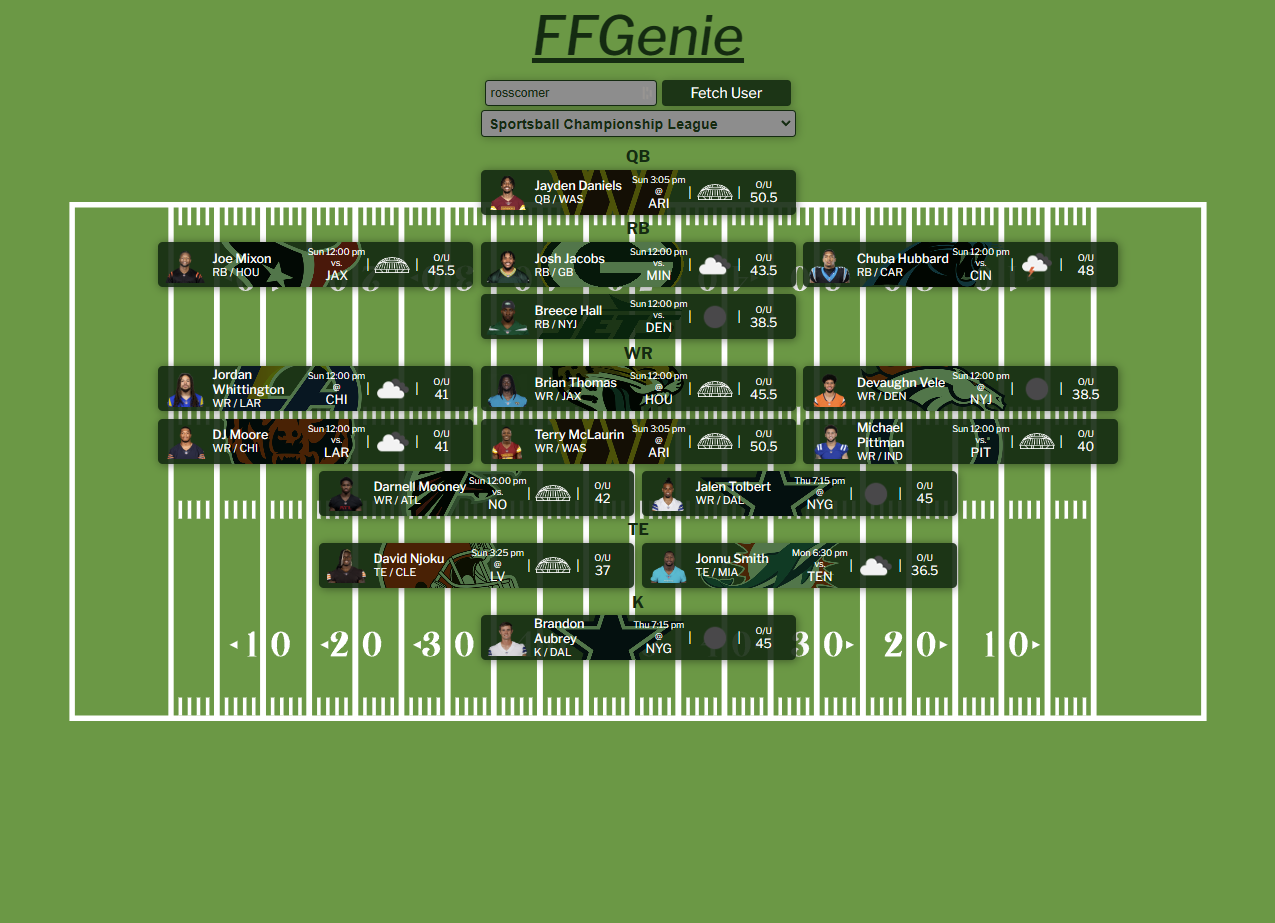 FFGenie
rosscomer
Fetch User
Sportsball Championship League
QB
Jayden Daniels
QB / WAS
Sun 3:05 pm
@
ARI
O/U
50.5
RB
Joe Mixon
RB / HOU
Sun 12:00 pm
vs.
JAX
O/U
45.5
Josh Jacobs
RB / GB
Sun 12:00 pm
vs.
MIN
O/U
43.5
Chuba Hubbard
RB / CAR
Sun 12:00 pm
vs.
CIN
O/U
48
Breece Hall
RB / NYJ
Sun 12:00 pm
vs.
DEN
O/U
38.5
JETS
WR
Jordan
Whittington
WR / LAR
Sun 12:00 pm
@
CHI
O/U
41
Brian Thomas
WR / JAX
Sun 12:00 pm
@
HOU
O/U
45.5
Devaughn Vele
WR / DEN
Sun 12:00 pm
@
NYJ
O/U
38.5
DJ Moore
WR / CHI
Sun 12:00 pm
vs.
LAR
O/U
41
Terry McLaurin
WR / WAS
Sun 3:05 pm
@
ARI
O/U
50.5
Michael
Pittman
WR / IND
Sun 12:00 pm
vs.
PIT
O/U
40
Darnell Mooney
WR / ATL
Sun 12:00 pm
vs.
NO
O/U
42
Jalen Tolbert
WR / DAL
Thu 7:15 pm
@
NYG
O/U
45
TE
David Njoku
TE / CLE
Sun 3:25 pm
@
LV
O/U
37
Jonnu Smith
TE / MIA
Mon 6:30 pm
vs.
TEN
O/U
36.5
K
Brandon
Aubrey
K / DAL
Thu 7:15 pm
@
NYG
O/U
45
10 20 30 30 20 10